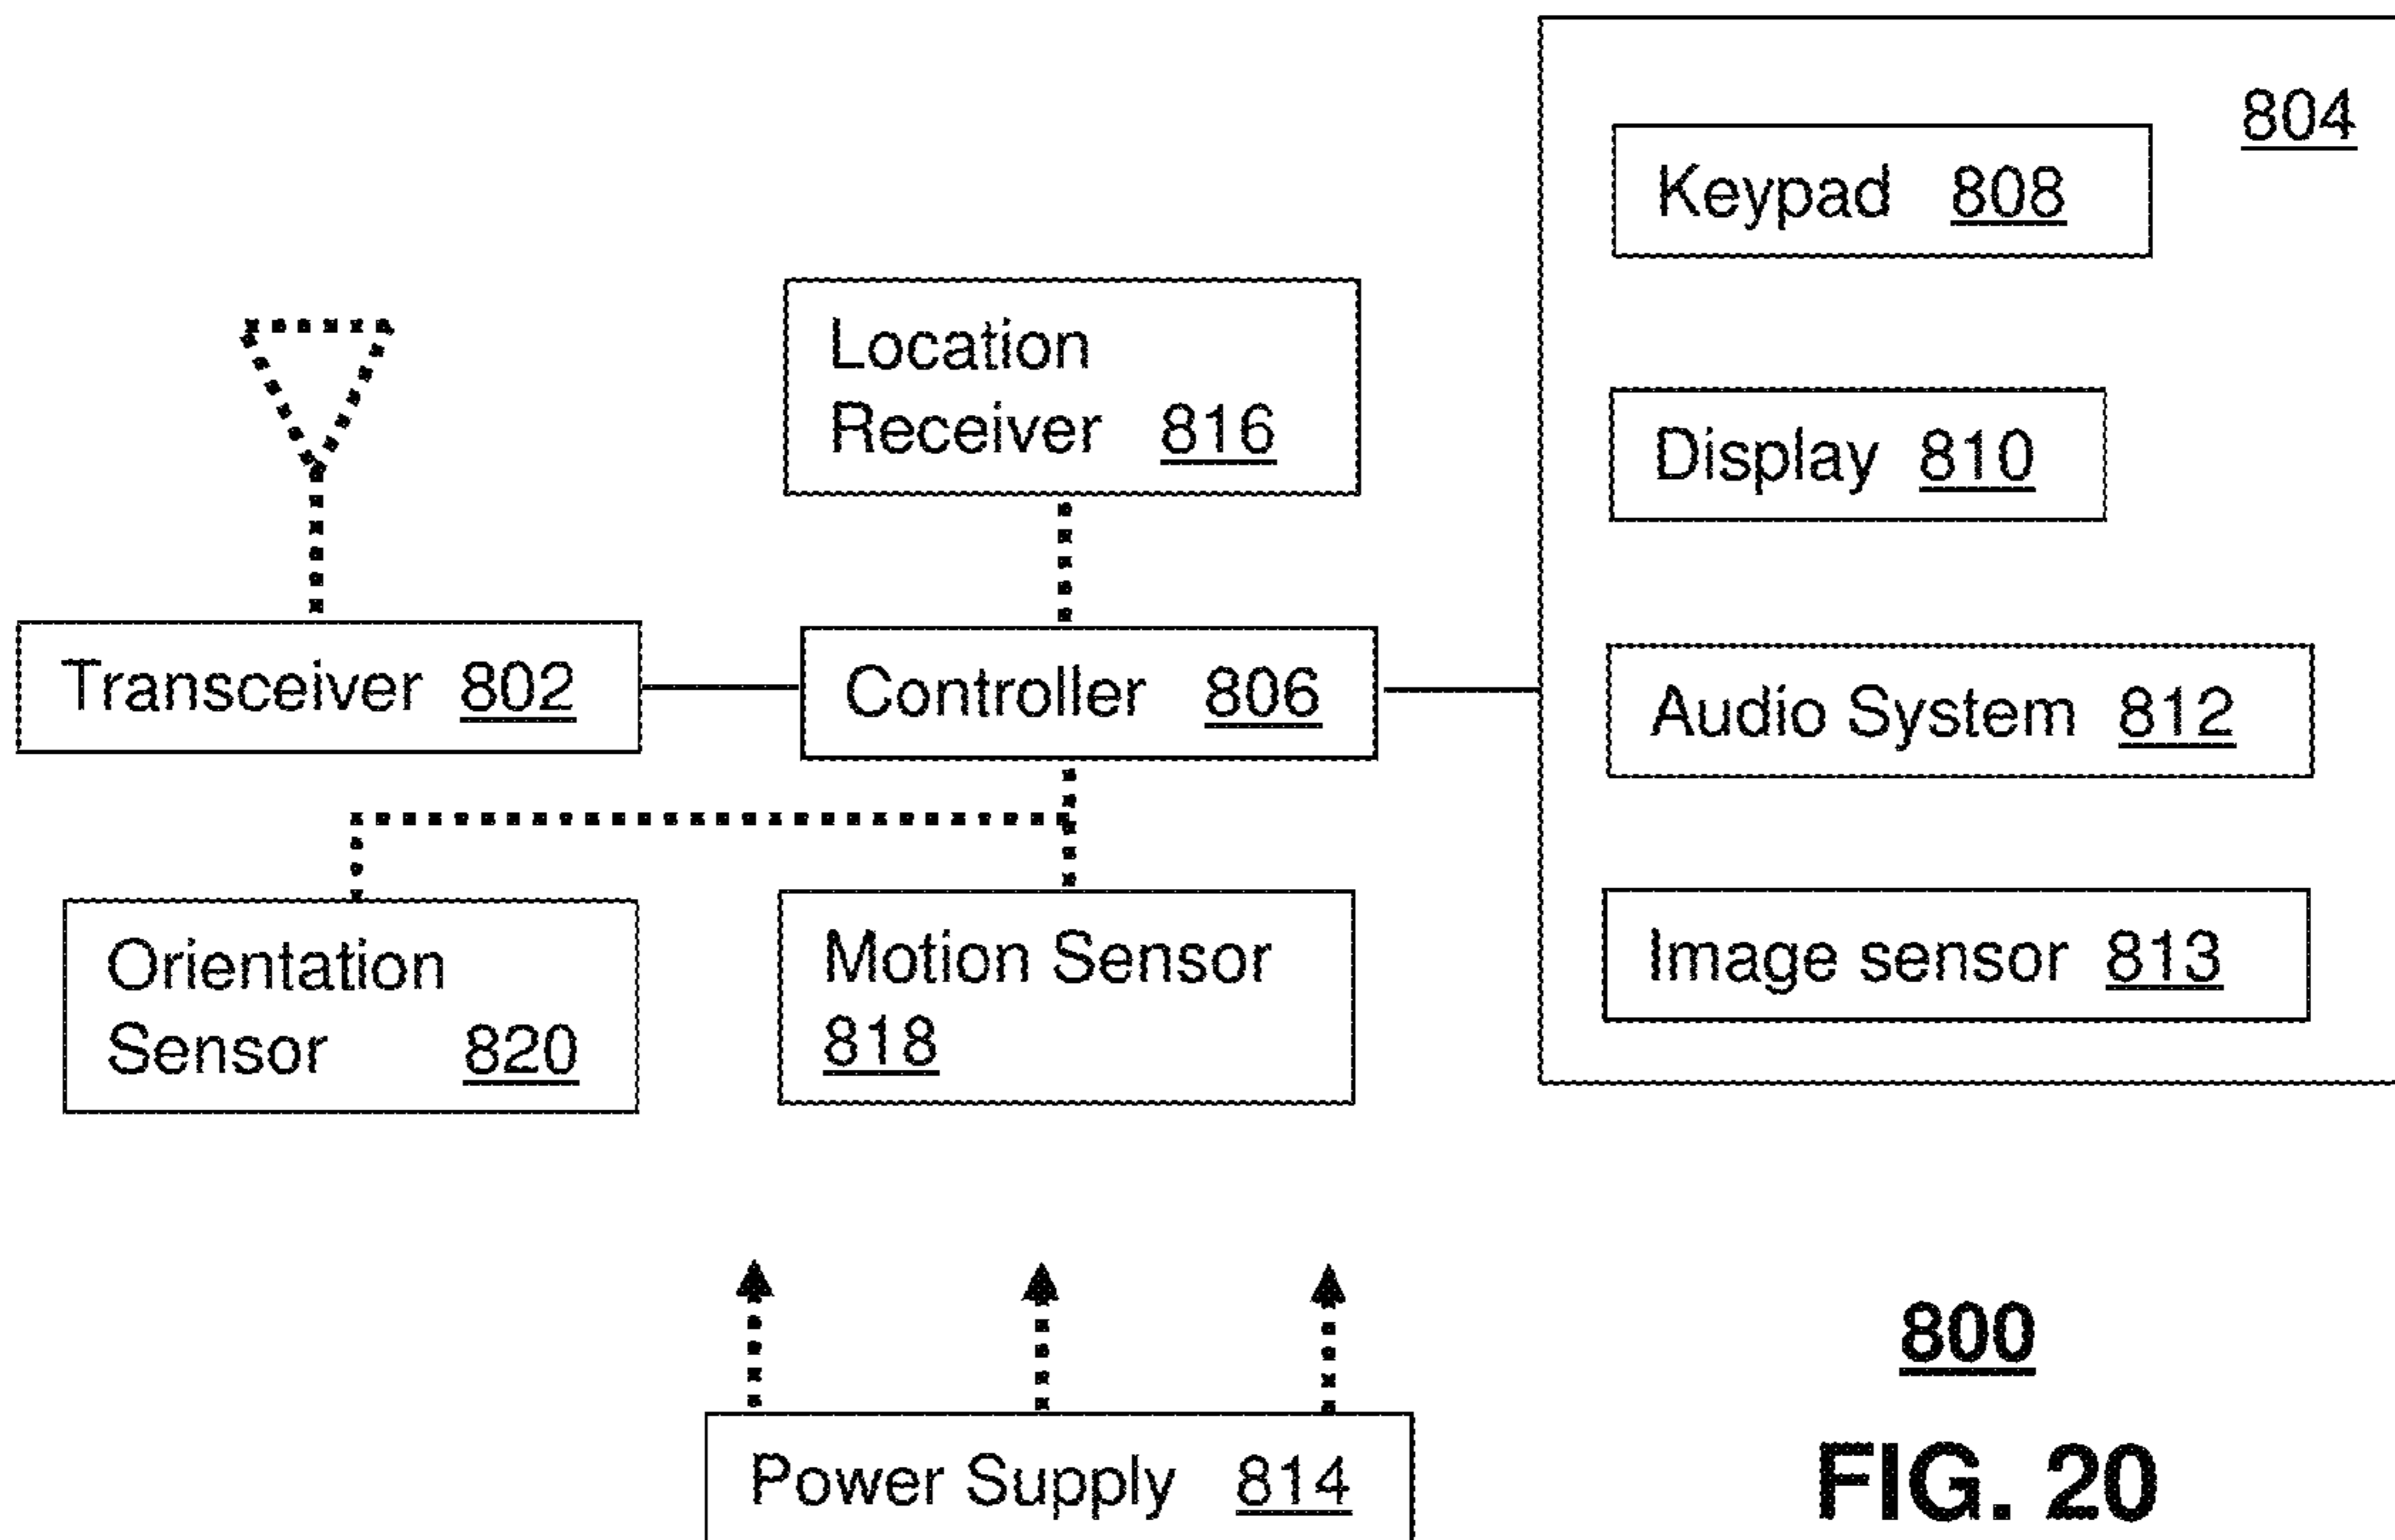 804
Keypad 808
Location
Receiver 816
Display 810
Transceiver 802
Controller 806
Audio System 812
Orientation
Sensor 820
Motion Sensor
818
Image sensor 813
Power Supply 814
800
FIG. 20